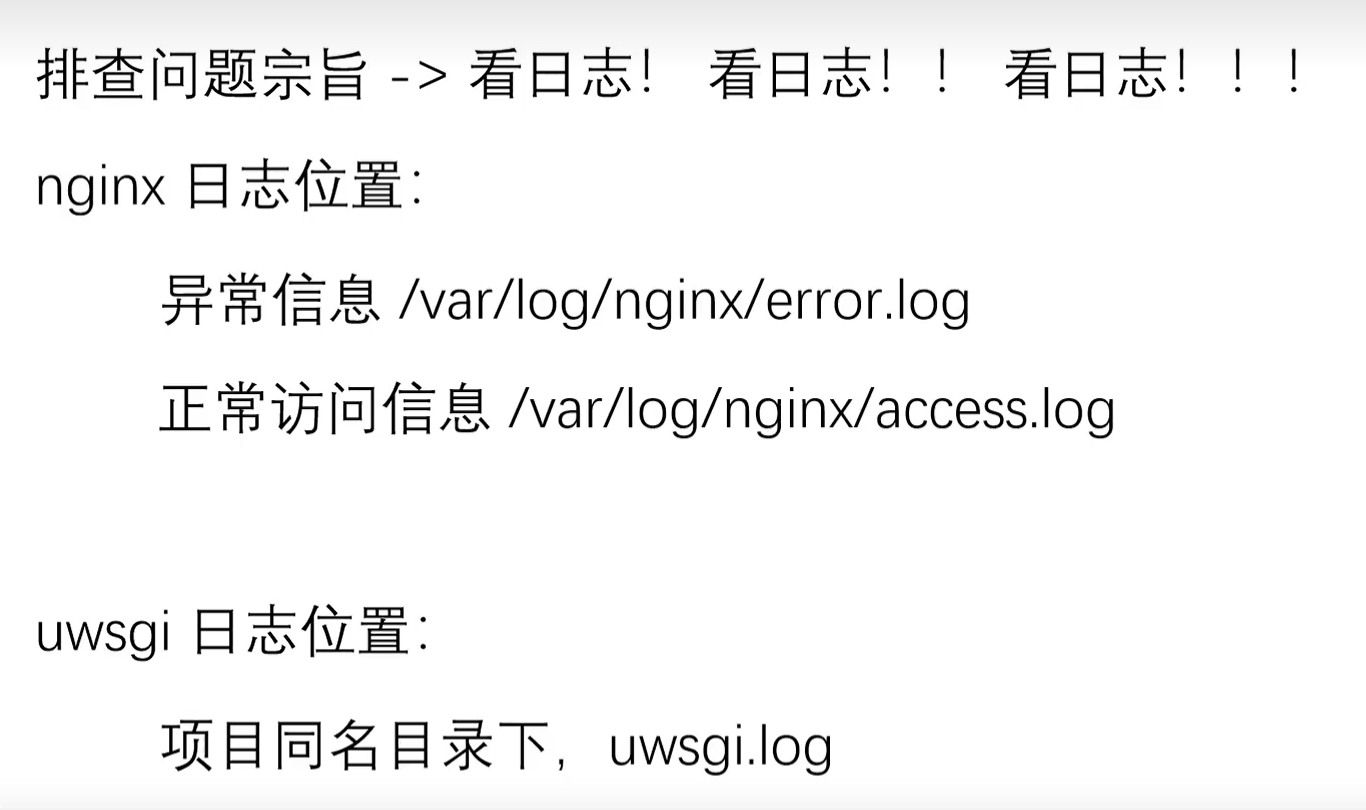 排查问题宗旨 -> 看日志！ 看日志！！ 看日志！！！
nginx 日志位置：
异常信息 /var/log/nginx/error.log
正常访问信息 /var/log/nginx/access.log
uwsgi 日志位置：
项目同名目录下，uwsgi.log